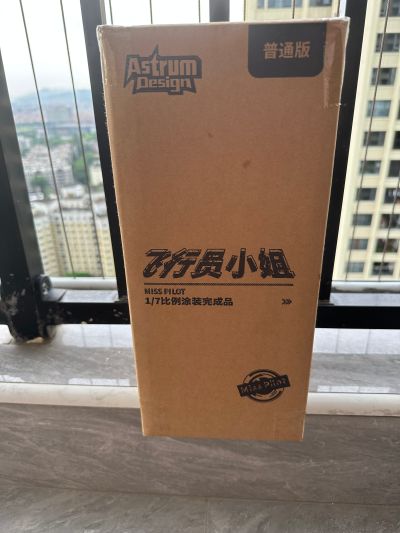 Astrum
Design
普通版
飞行员小姐
MISS PILOT
1/7比例涂装完成品
Miss Pilot